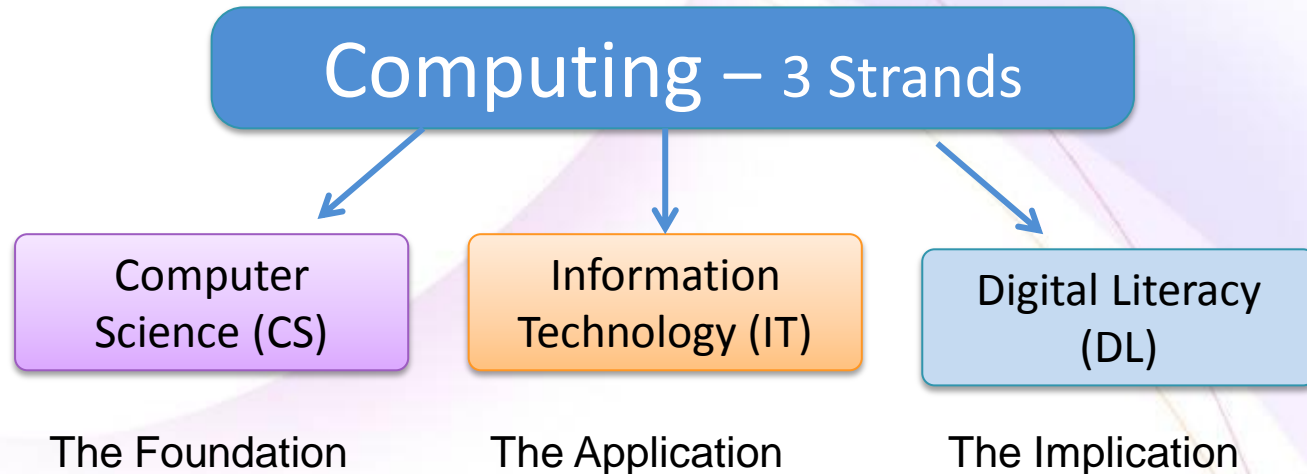 Computing – 3 Strands
Computer
Science (CS)
Information
Technology (IT)
Digital Literacy
(DL)
The Foundation
The Application
The Implication